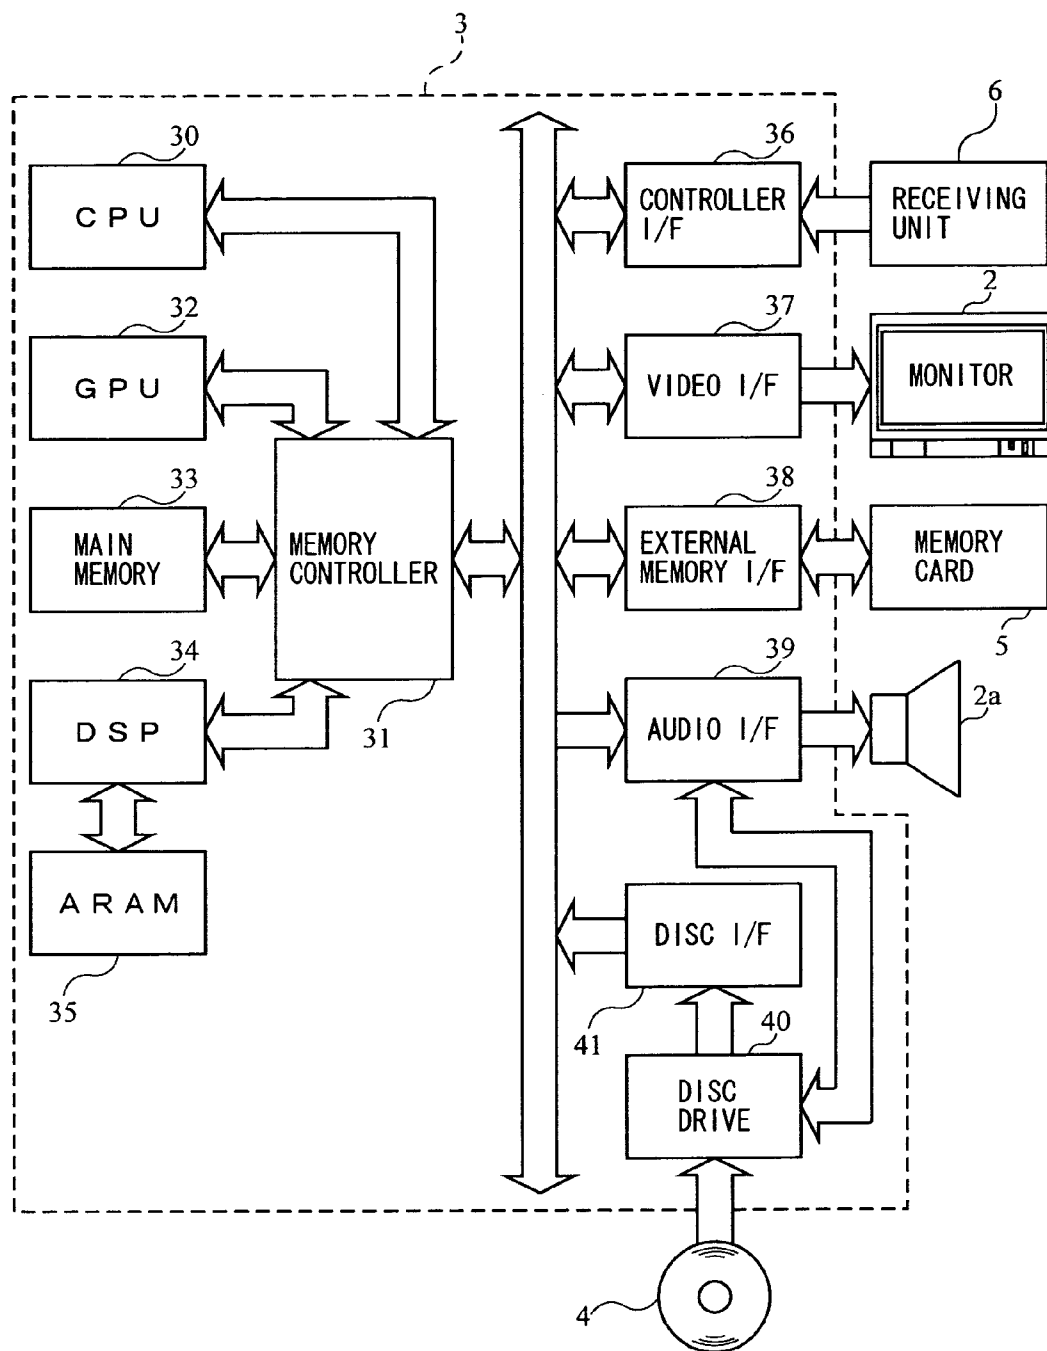 3
30
CPU
36
CONTROLLER
I/F
6
RECEIVING
UNIT
32
GPU
37
VIDEO I/F
2
MONITOR
33
MAIN
MEMORY
MEMORY
CONTROLLER
31
38
EXTERNAL
MEMORY I/F
MEMORY
CARD
5
34
DSP
39
AUDIO I/F
2a
ARAM
35
DISC I/F
41
40
DISC
DRIVE
4